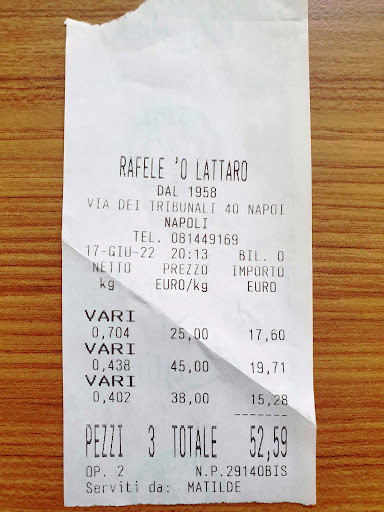 RAFELE 'O LATTARO
DAL 1958
VIA DEI TRIBUNALI 40 NAPOI
NAPOLI
TEL. 081449169
17-GIU-22 20:13 BIL. 0
NETTO PREZZO IMPORTO
kg EURO/kg EURO
VARI
0,704 25,00 17,60
VARI
0,438 45,00 19,71
VARI
0,402 38,00 15,28
-------
PEZZI 3 TOTALE 52,59
OP. 2 N.P.29140BIS
Serviti da: MATILDE